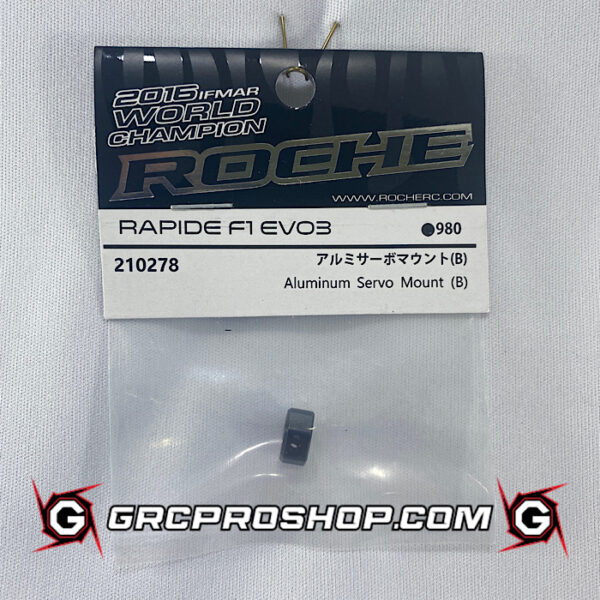 2016 IFMAR
WORLD
CHAMPION
ROCHE
WWW.ROCHERC.COM
RAPIDE F1 EVO3
●980
210278
アルミサーボマウント(B)
Aluminum Servo Mount (B)
G GRCPROSHOP.COM G